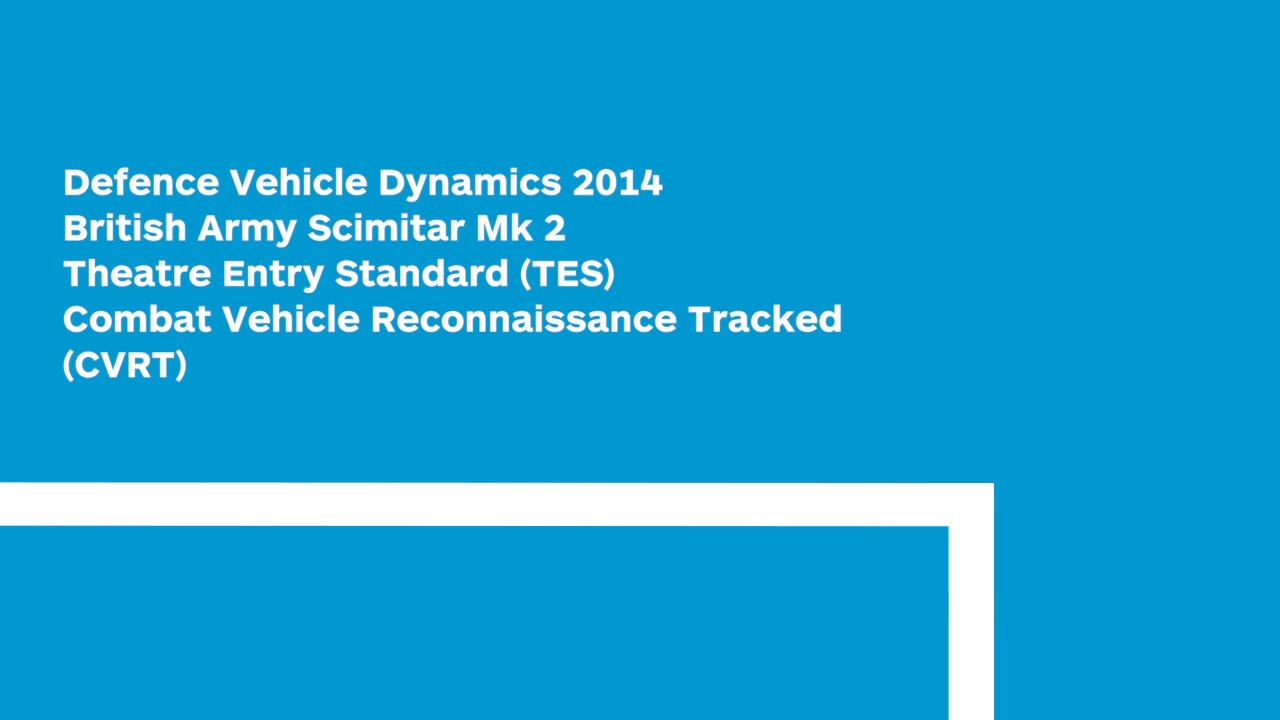 Defence Vehicle Dynamics 2014
British Army Scimitar Mk 2
Theatre Entry Standard (TES)
Combat Vehicle Reconnaissance Tracked
(CVRT)